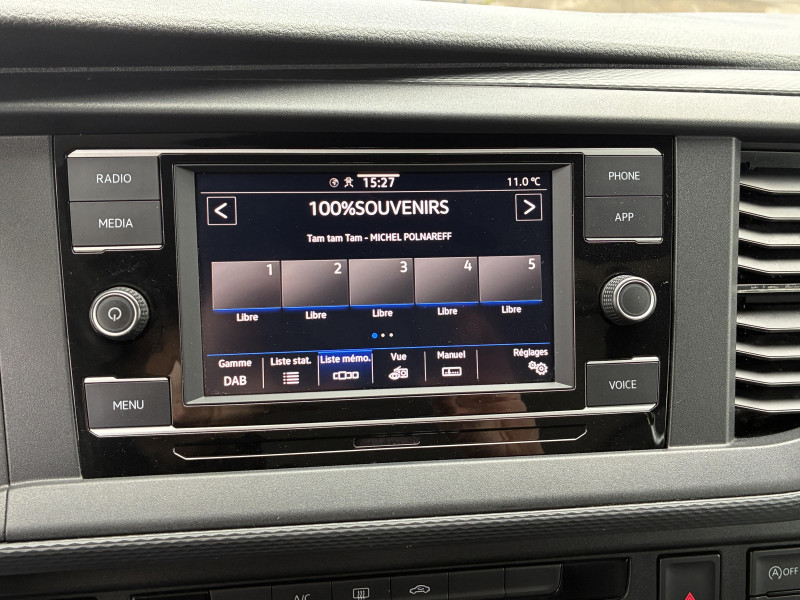 RADIO
MEDIA
MENU
15:27
11.0 °C
100%SOUVENIRS
Tam tam Tam - MICHEL POLNAREFF
1 2 3 4 5
Libre Libre Libre Libre Libre
Gamme Liste stat. Liste mémo. Vue Manuel Réglages
DAB
PHONE
APP
VOICE
A/C
A OFF